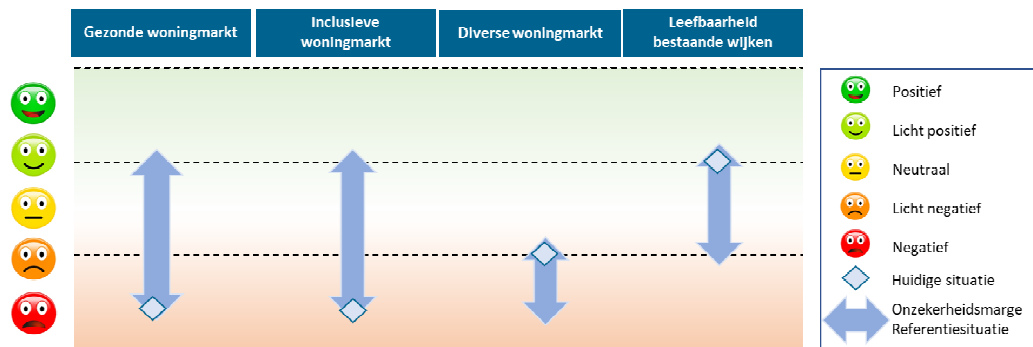 Gezonde woningmarkt
Inclusieve
woningmarkt
Diverse woningmarkt
Leefbaarheid
bestaande wijken
Positief
Licht positief
Neutraal
Licht negatief
Negatief
Huidige situatie
Onzekerheidsmarge
Referentiesituatie